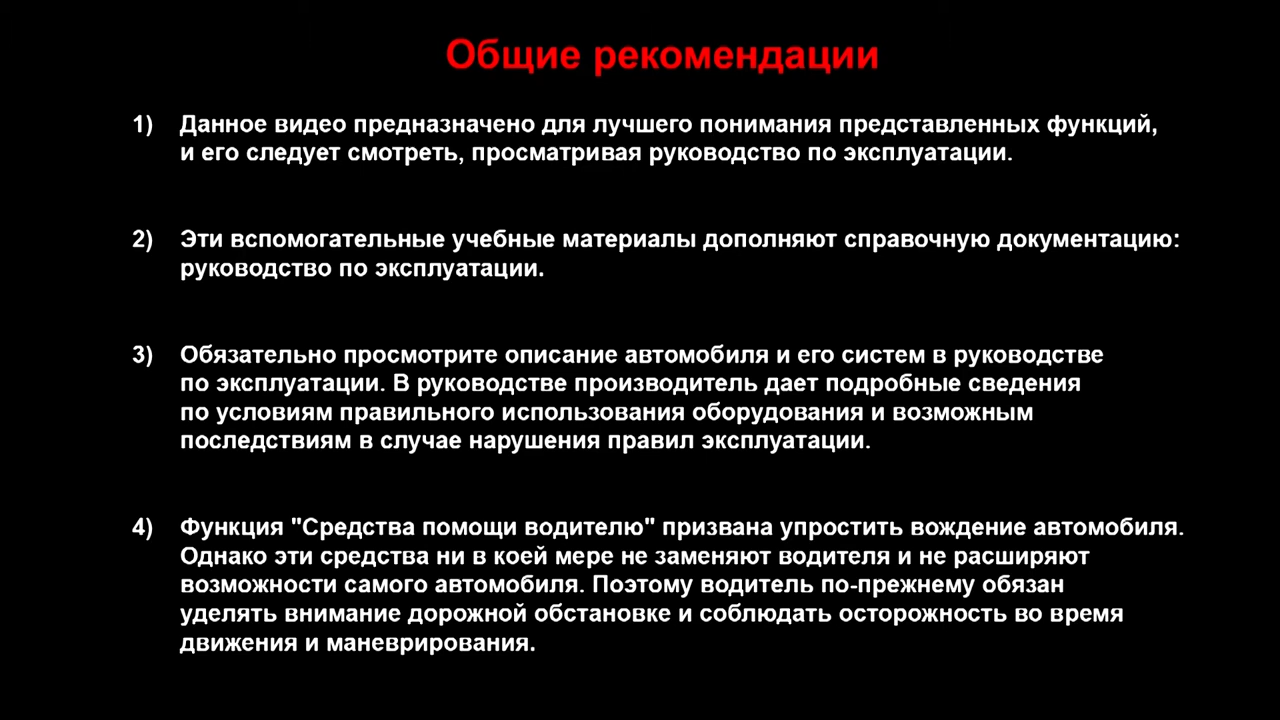 Общие рекомендации
1) Данное видео предназначено для лучшего понимания представленных функций,
и его следует смотреть, просматривая руководство по эксплуатации.
2) Эти вспомогательные учебные материалы дополняют справочную документацию:
руководство по эксплуатации.
3) Обязательно просмотрите описание автомобиля и его систем в руководстве
по эксплуатации. В руководстве производитель дает подробные сведения
по условиям правильного использования оборудования и возможным
последствиям в случае нарушения правил эксплуатации.
4) Функция "Средства помощи водителю" призвана упростить вождение автомобиля.
Однако эти средства ни в коей мере не заменяют водителя и не расширяют
возможности самого автомобиля. Поэтому водитель по-прежнему обязан
уделять внимание дорожной обстановке и соблюдать осторожность во время
движения и маневрирования.